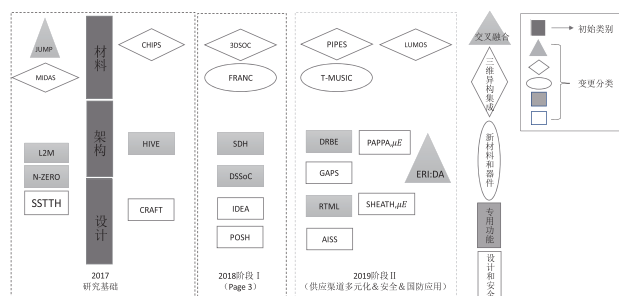 JUMP
MIDAS
材料
CHIPS
L2M
N-ZERO
SSTTH
架构
HIVE
设计
CRAFT
2017
研究基础
3DSOC
FRANC
SDH
DSSoC
IDEA
POSH
2018阶段Ⅰ
(Page 3)
PIPES
LUMOS
T-MUSIC
DRBE
PAPPA,μE
GAPS
ERI:DA
RTML
SHEATH,μE
AISS
2019阶段Ⅱ
(供应渠道多元化&安全&国防应用)
交叉融合
三维异构集成
新材料和器件
专用功能
设计和安全
初始类别
变更分类